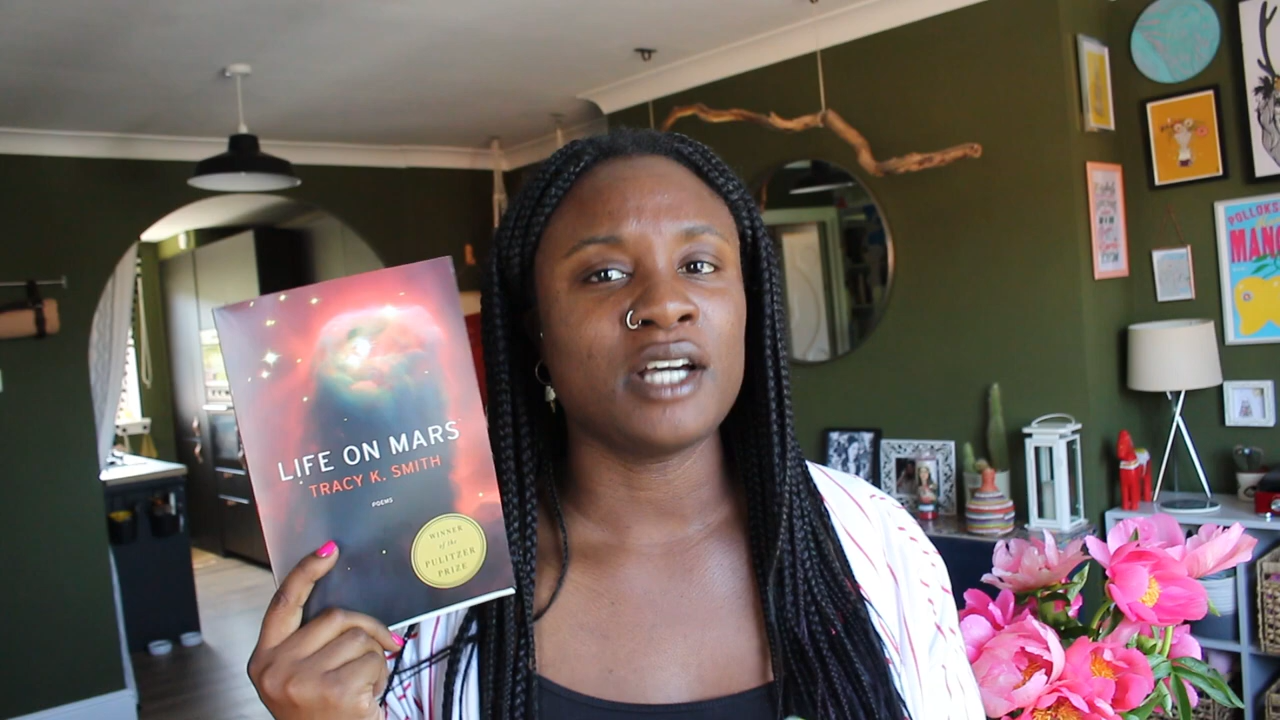 LIFE ON MARS
TRACY K. SMITH
POEMS
WINNER
of the
PULITZER
PRIZE
POLLOKS
MANG